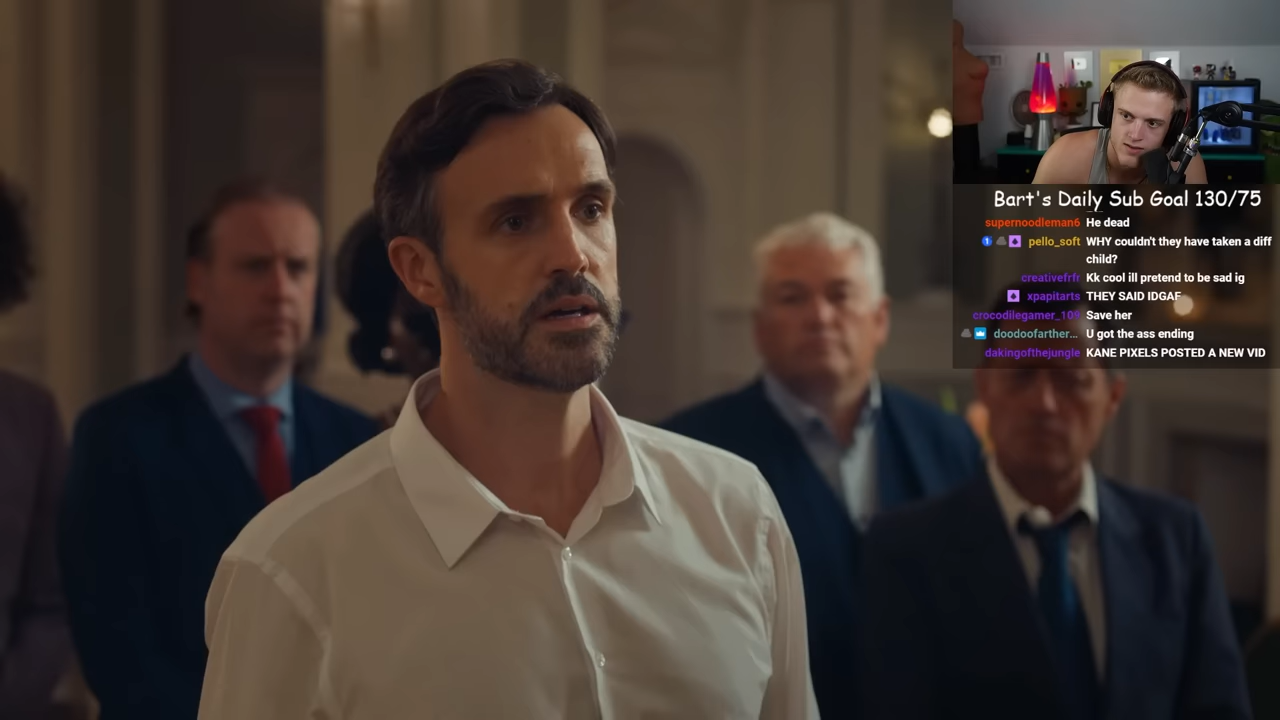 Bart's Daily Sub Goal 130/75
supernoodleman6 He dead
pello_soft WHY couldn't they have taken a diff
child?
creativefrfr Kk cool ill pretend to be sad ig
xpapitarts THEY SAID IDGAF
crocodilegamer_109 Save her
doodoofarther... U got the ass ending
dakingofthejungle KANE PIXELS POSTED A NEW VID